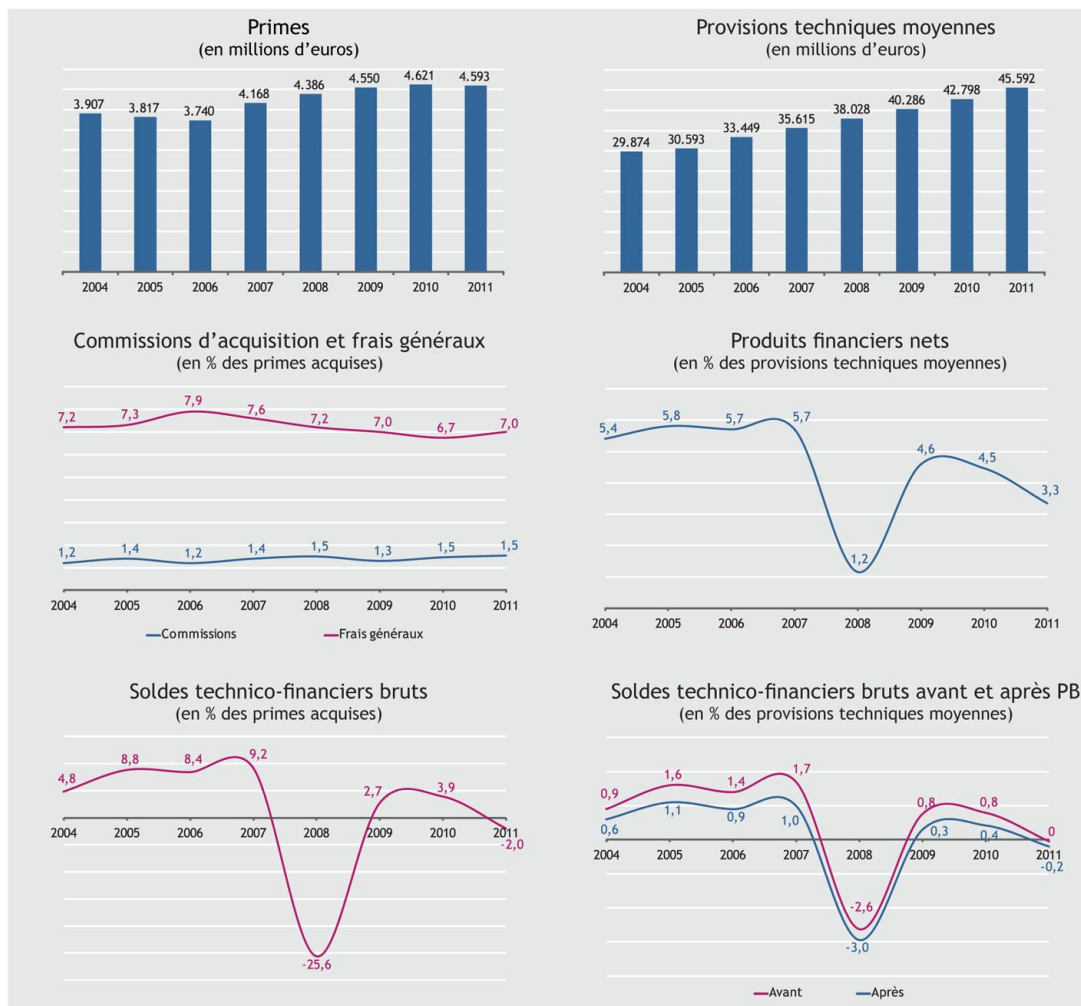 Primes
(en millions d’euros)
3.907
3.817
3.740
4.168
4.386
4.550
4.621
4.593
2004 2005 2006 2007 2008 2009 2010 2011
Provisions techniques moyennes
(en millions d’euros)
29.874
30.593
33.449
35.615
38.028
40.286
42.798
45.592
2004 2005 2006 2007 2008 2009 2010 2011
Commissions d’acquisition et frais généraux
(en % des primes acquises)
7,2 7,3 7,9 7,6 7,2 7,0 6,7 7,0
1,2 1,4 1,2 1,4 1,5 1,3 1,5 1,5
2004 2005 2006 2007 2008 2009 2010 2011
Commissions Frais généraux
Produits financiers nets
(en % des provisions techniques moyennes)
5,4 5,8 5,7 5,7 1,2 4,6 4,5 3,3
2004 2005 2006 2007 2008 2009 2010 2011
Soldes technico-financiers bruts
(en % des primes acquises)
4,8 8,8 8,4 9,2 -25,6 2,7 3,9 -2,0
2004 2005 2006 2007 2008 2009 2010 2011
Soldes technico-financiers bruts avant et après PB
(en % des provisions techniques moyennes)
0,9 1,6 1,4 1,7 -2,6 0,8 0,8 0
0,6 1,1 0,9 1,0 -3,0 0,3 0,4 -0,2
2004 2005 2006 2007 2008 2009 2010 2011
Avant Après